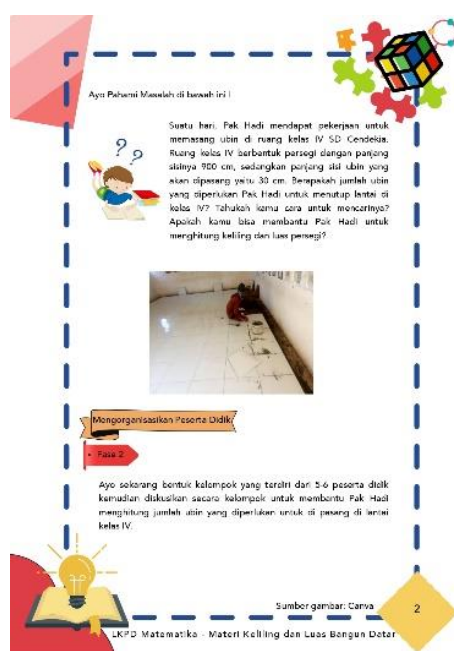 Ayo Pahami Masalah di bawah ini !
? ?
Suatu hari, Pak Hadi mendapat pekerjaan untuk
memasang ubin di ruang kelas IV SD Cendekia.
Ruang kelas IV berbentuk persegi dengan panjang
sisinya 900 cm, sedangkan panjang sisi ubin yang
akan dipasang yaitu 30 cm. Berapakah jumlah ubin
yang diperlukan Pak Hadi untuk menutup lantai di
kelas IV? Tahukah kamu cara untuk mencarinya?
Apakah kamu bisa membantu Pak Hadi untuk
menghitung keliling dan luas persegi?
Mengorganisasikan Peserta Didik
• Fase 2
Ayo sekarang bentuk kelompok yang terdiri dari 5-6 peserta didik
kemudian diskusikan secara kelompok untuk membantu Pak Hadi
menghitung jumlah ubin yang diperlukan untuk di pasang di lantai
kelas IV.
Sumber gambar: Canva
2
LKPD Matematika - Materi Keliling dan Luas Bangun Datar